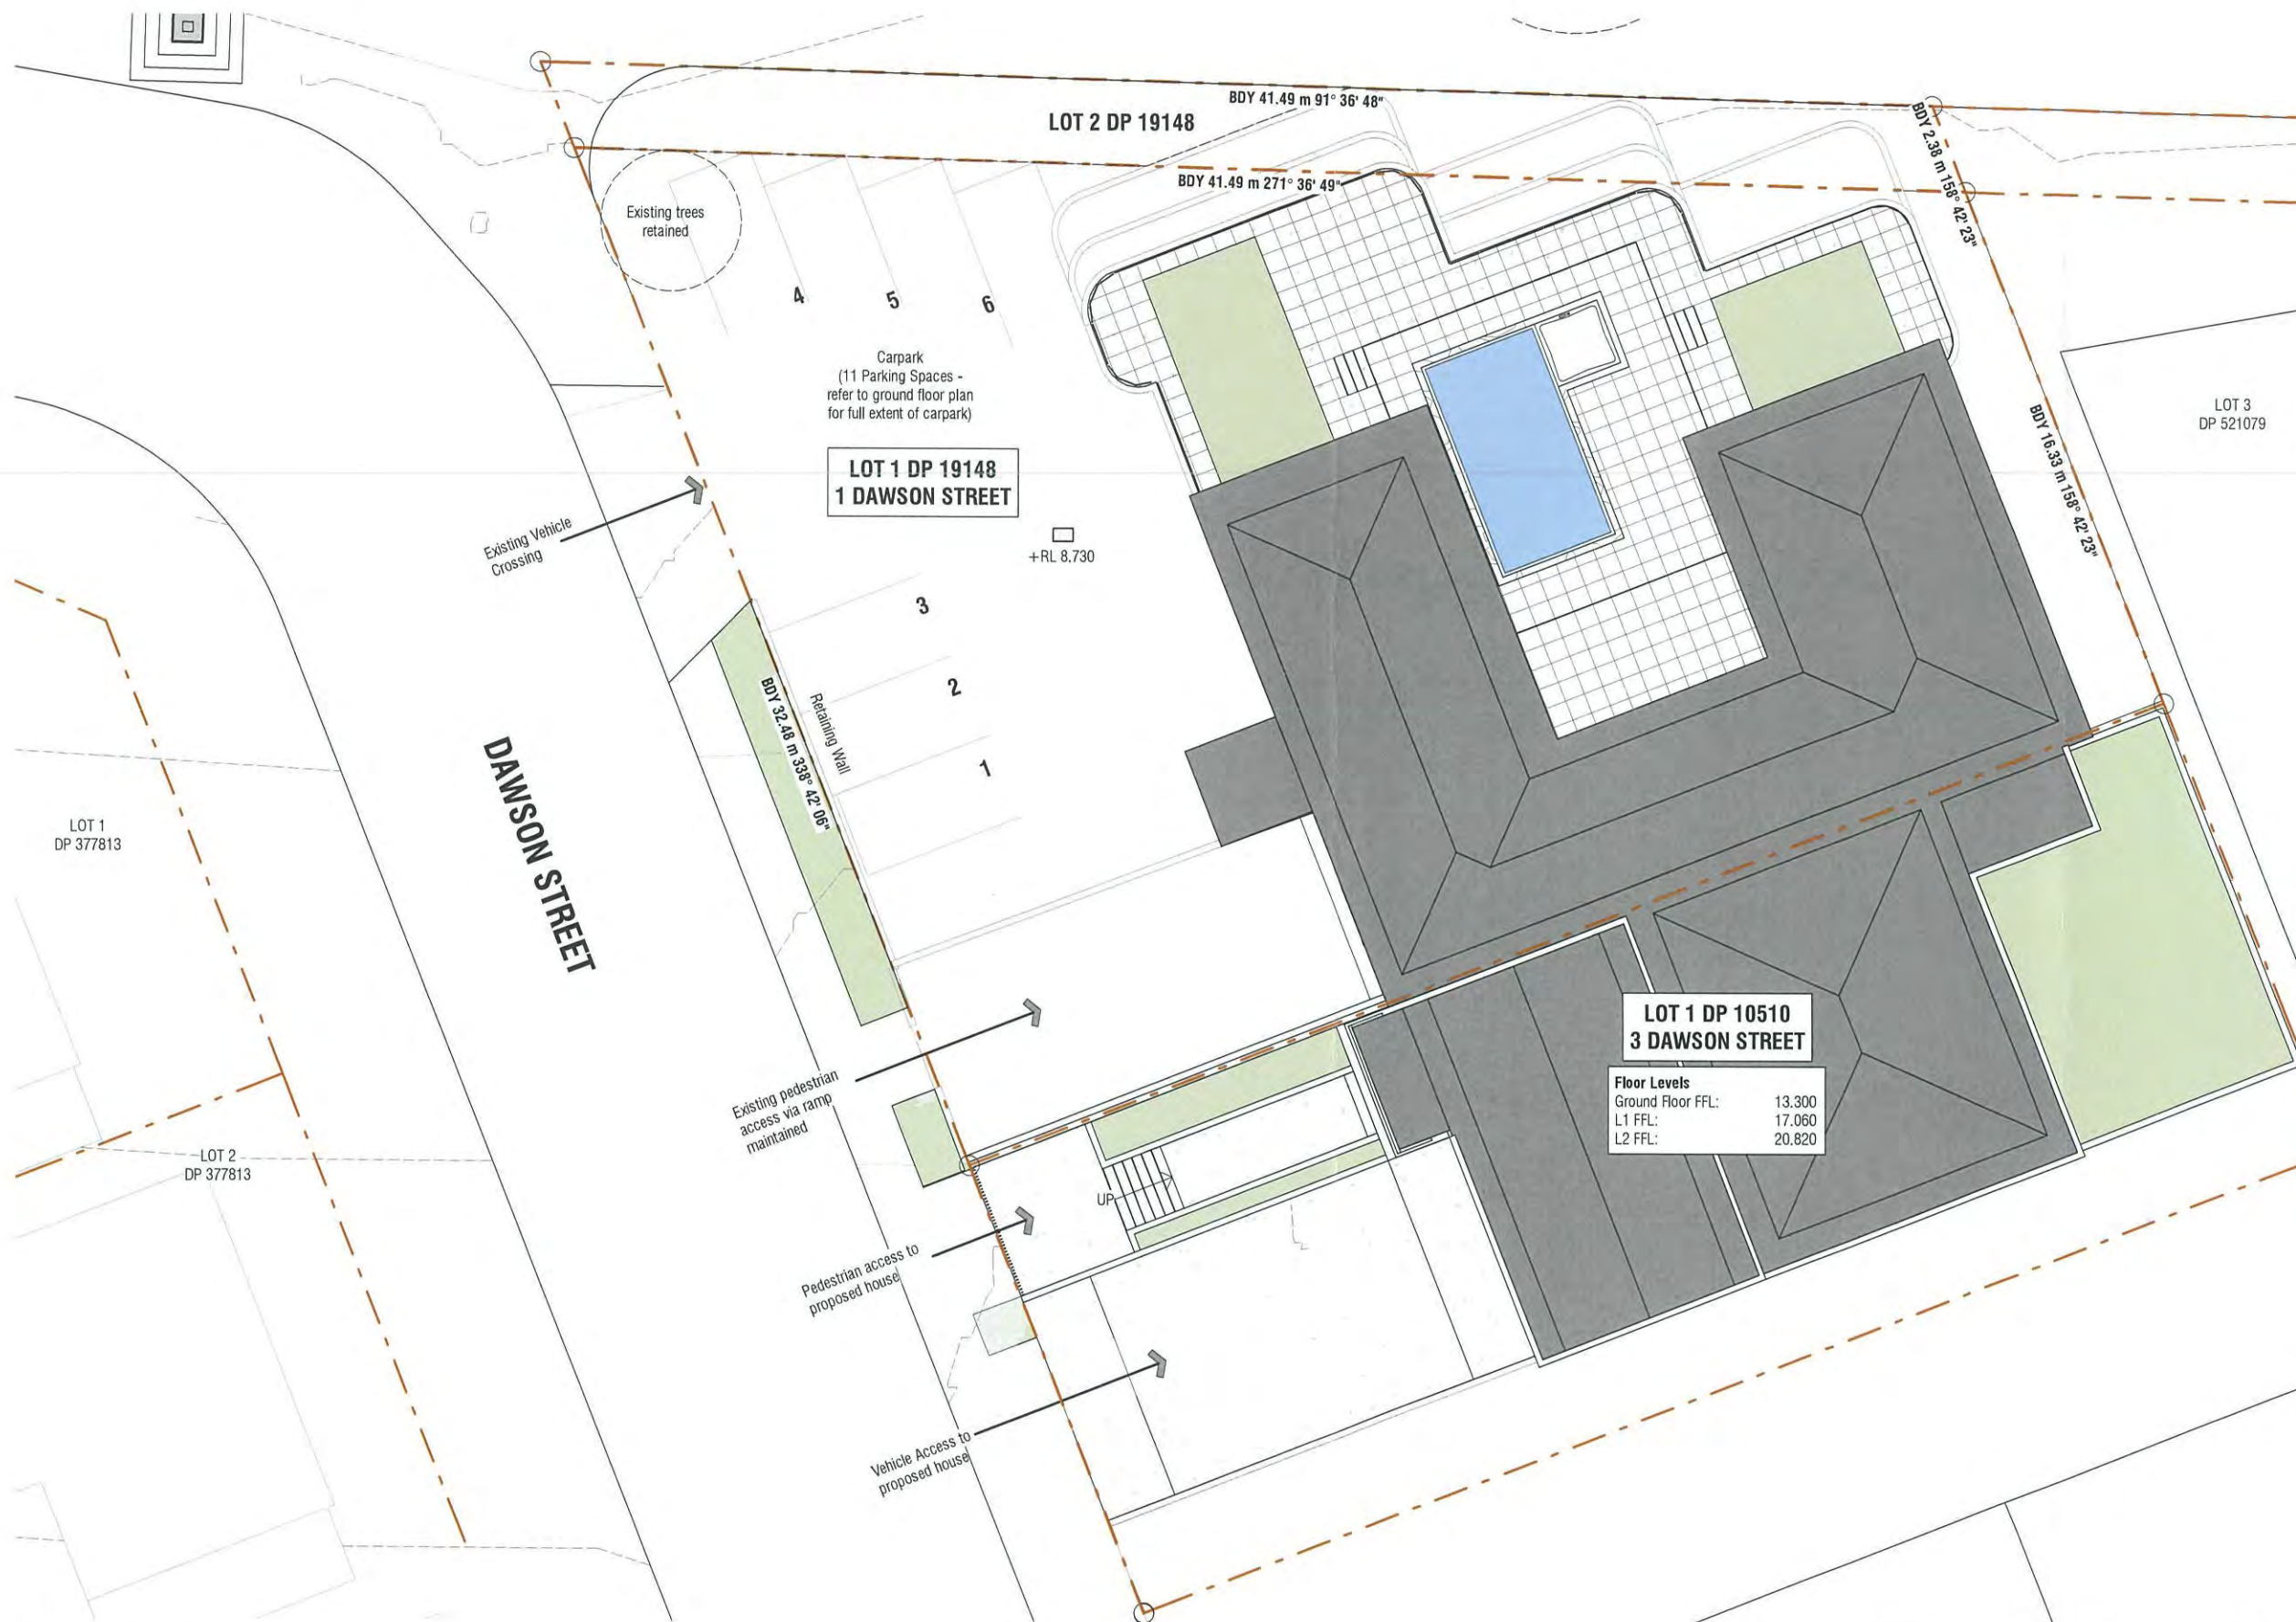 BDY 41.49 m 91° 36' 48"
LOT 2 DP 19148
BDY 2.38 m 158° 42' 23"
BDY 41.49 m 271° 36' 49"
Existing trees
retained
4
5
6
Carpark
(11 Parking Spaces -
refer to ground floor plan
for full extent of carpark)
LOT 3
DP 521079
BDY 16.33 m 158° 42' 23"
LOT 1 DP 19148
1 DAWSON STREET
Existing Vehicle
Crossing
+RL 8.730
3
2
1
BDY 32.48 m 338° 42' 06"
Retaining Wall
DAWSON STREET
LOT 1
DP 377813
LOT 1 DP 10510
3 DAWSON STREET
Floor Levels
Ground Floor FFL: 13.300
L1 FFL: 17.060
L2 FFL: 20.820
Existing pedestrian
access via ramp
maintained
LOT 2
DP 377813
UP
Pedestrian access to
proposed house
Vehicle Access to
proposed house